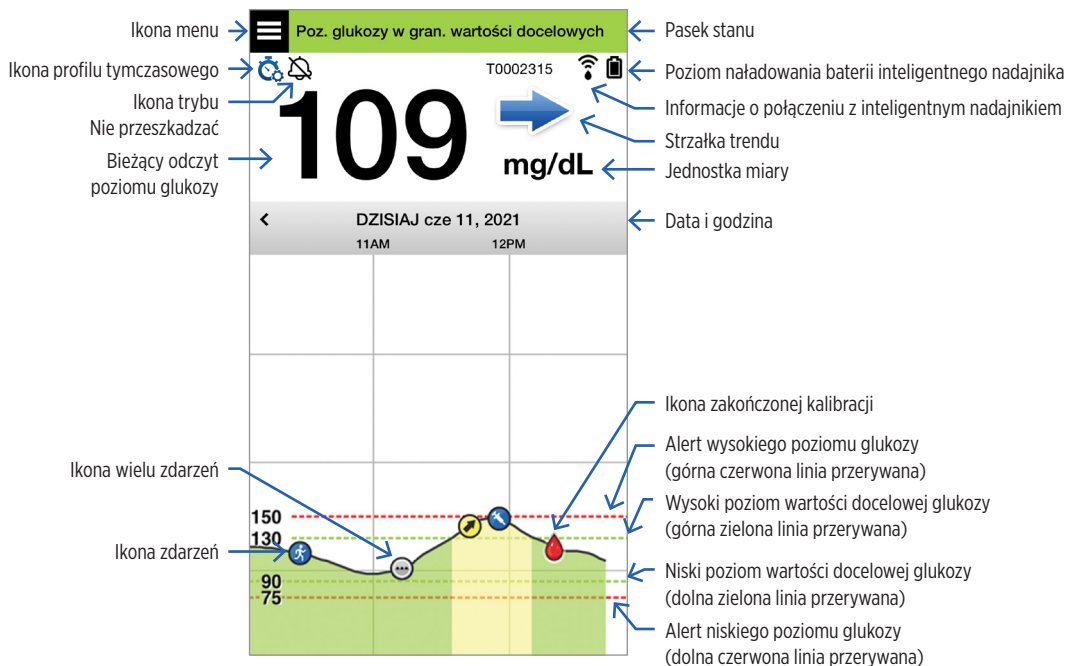 Ikona menu
Ikona profilu tymczasowego
Ikona trybu
Nie przeszkadzać
Bieżący odczyt
poziomu glukozy
Poz. glukozy w gran. wartości docelowych
T0002315
109
mg/dL
DZISIAJ cze 11, 2021
11AM 12PM
150
130
90
75
Ikona wielu zdarzeń
Ikona zdarzeń
Pasek stanu
Poziom naładowania baterii inteligentnego nadajnika
Informacje o połączeniu z inteligentnym nadajnikiem
Strzałka trendu
Jednostka miary
Data i godzina
Ikona zakończonej kalibracji
Alert wysokiego poziomu glukozy
(górna czerwona linia przerywana)
Wysoki poziom wartości docelowej glukozy
(górna zielona linia przerywana)
Niski poziom wartości docelowej glukozy
(dolna zielona linia przerywana)
Alert niskiego poziomu glukozy
(dolna czerwona linia przerywana)